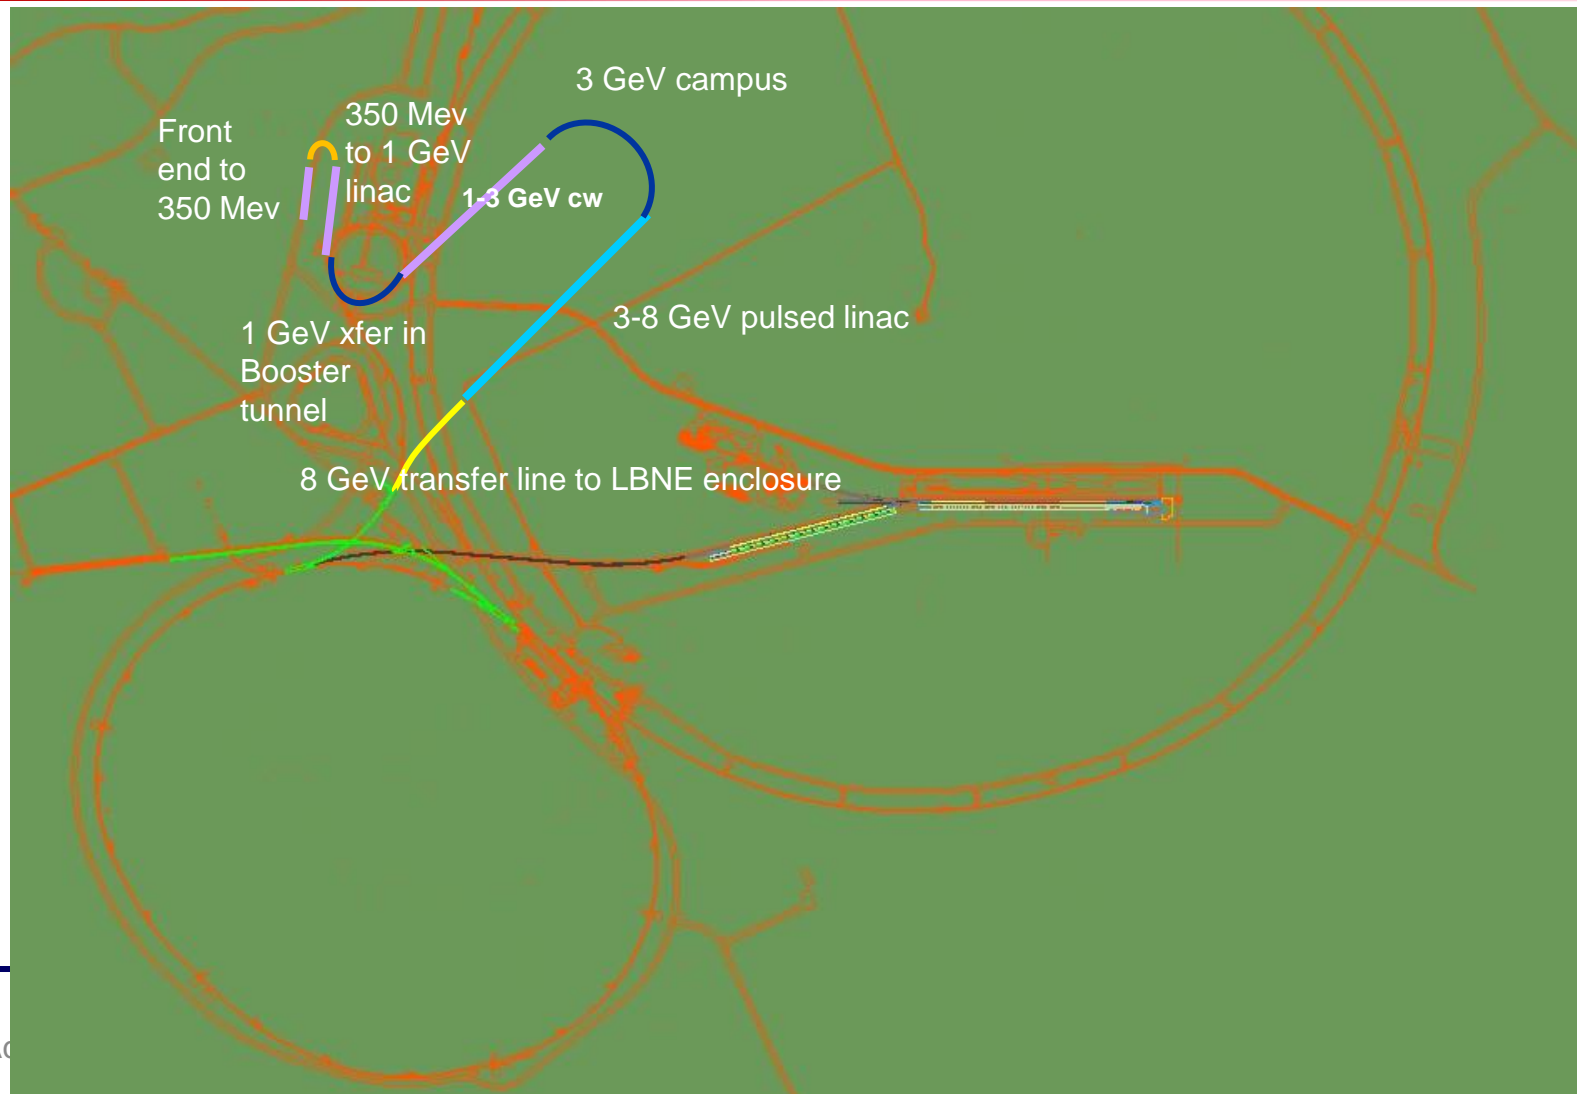 3 GeV campus
350 Mev
to 1 GeV
linac
Front
end to
350 Mev
1-3 GeV cw
3-8 GeV pulsed linac
1 GeV xfer in
Booster
tunnel
8 GeV transfer line to LBNE enclosure